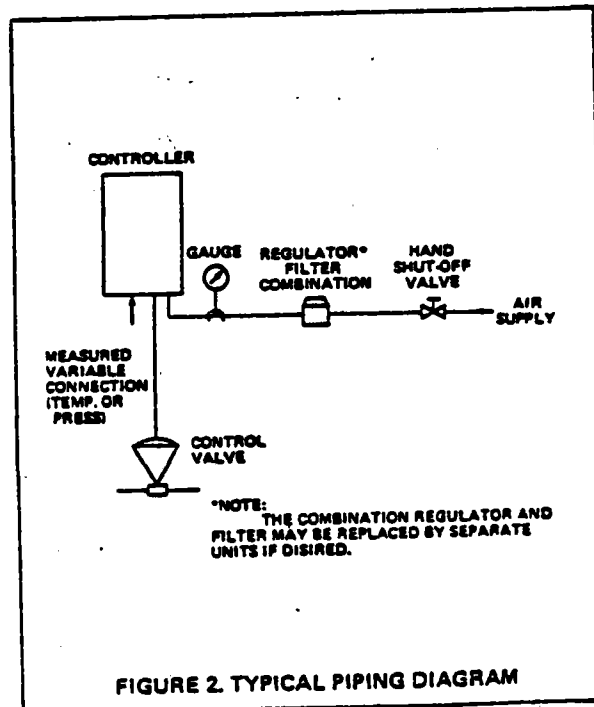 CONTROLLER
GAUGE
REGULATOR*
FILTER
COMBINATION
HAND
SHUT-OFF
VALVE
AIR
SUPPLY
MEASURED
VARIABLE
CONNECTION
(TEMP. OR
PRESS)
CONTROL
VALVE
*NOTE:
THE COMBINATION REGULATOR AND
FILTER MAY BE REPLACED BY SEPARATE
UNITS IF DISIRED.
FIGURE 2. TYPICAL PIPING DIAGRAM